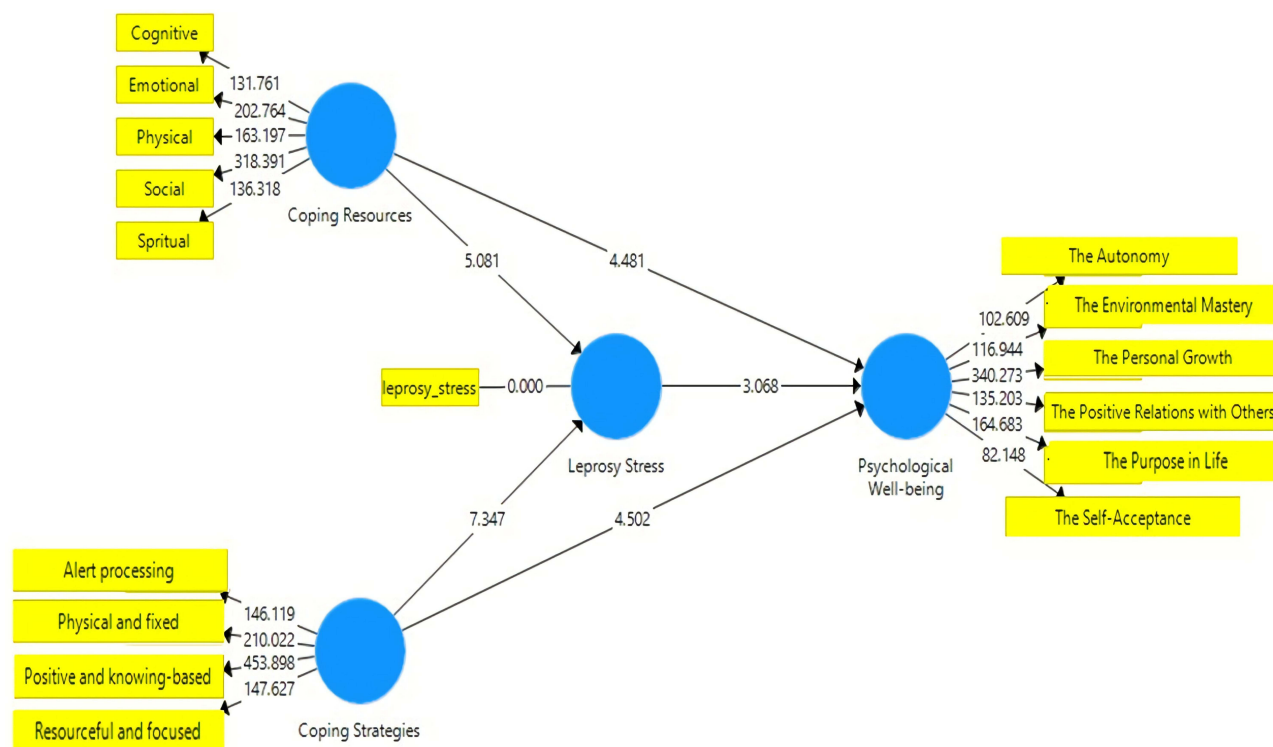 Cognitive
Emotional
Physical
Social
Spritual
131.761
202.764
163.197
318.391
136.318
Coping Resources
5.081
4.481
leprosy_stress
0.000
Leprosy Stress
3.068
7.347
4.502
Psychological
Well-being
102.609
116.944
340.273
135.203
164.683
82.148
The Autonomy
The Environmental Mastery
The Personal Growth
The Positive Relations with Others
The Purpose in Life
The Self-Acceptance
Alert processing
Physical and fixed
Positive and knowing-based
Resourceful and focused
146.119
210.022
453.898
147.627
Coping Strategies